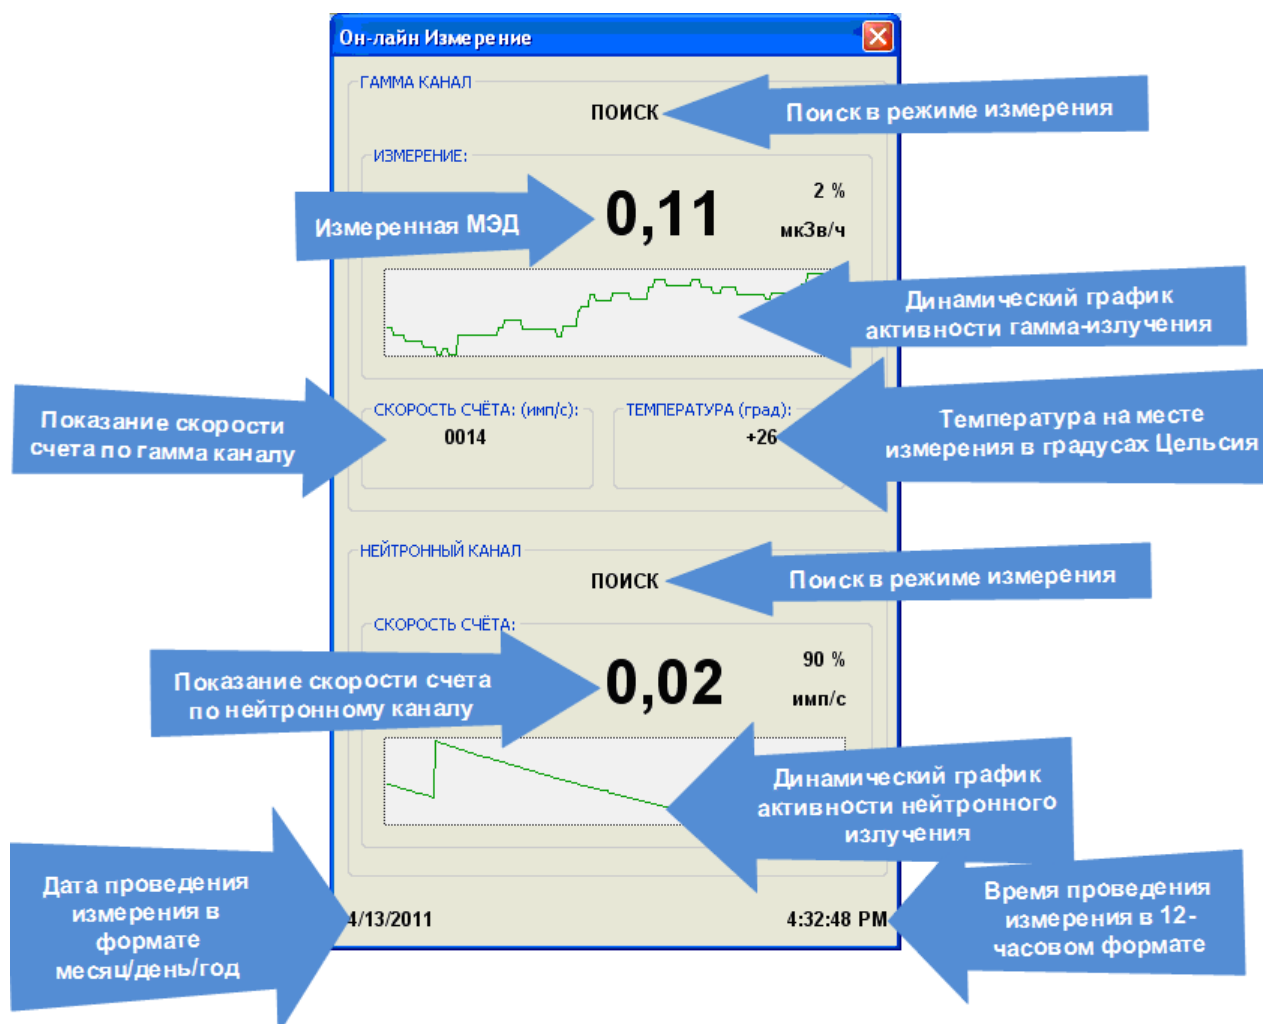 Он-лайн Измерение
ГАММА КАНАЛ
ПОИСК
Поиск в режиме измерения
ИЗМЕРЕНИЕ:
Измеренная МЭД
0,11
2 %
мкЗв/ч
Динамический график
активности гамма-излучения
Показание скорости
счета по гамма каналу
СКОРОСТЬ СЧЁТА: (имп/с):
0014
ТЕМПЕРАТУРА (град):
+26
Температура на месте
измерения в градусах Цельсия
НЕЙТРОННЫЙ КАНАЛ
ПОИСК
Поиск в режиме измерения
СКОРОСТЬ СЧЁТА:
Показание скорости счета
по нейтронному каналу
0,02
90 %
имп/с
Динамический график
активности нейтронного
излучения
Дата проведения
измерения в
формате
месяц/день/год
4/13/2011
4:32:48 PM
Время проведения
измерения в 12-
часовом формате